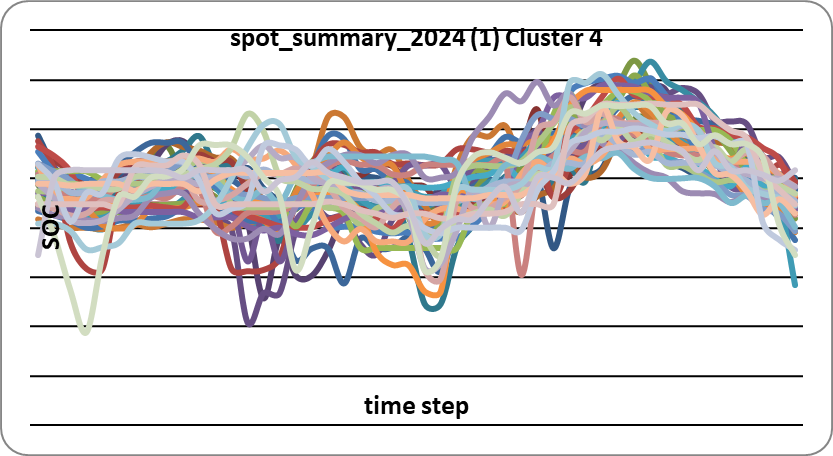 spot_summary_2024 (1) Cluster 4
SOC
time step